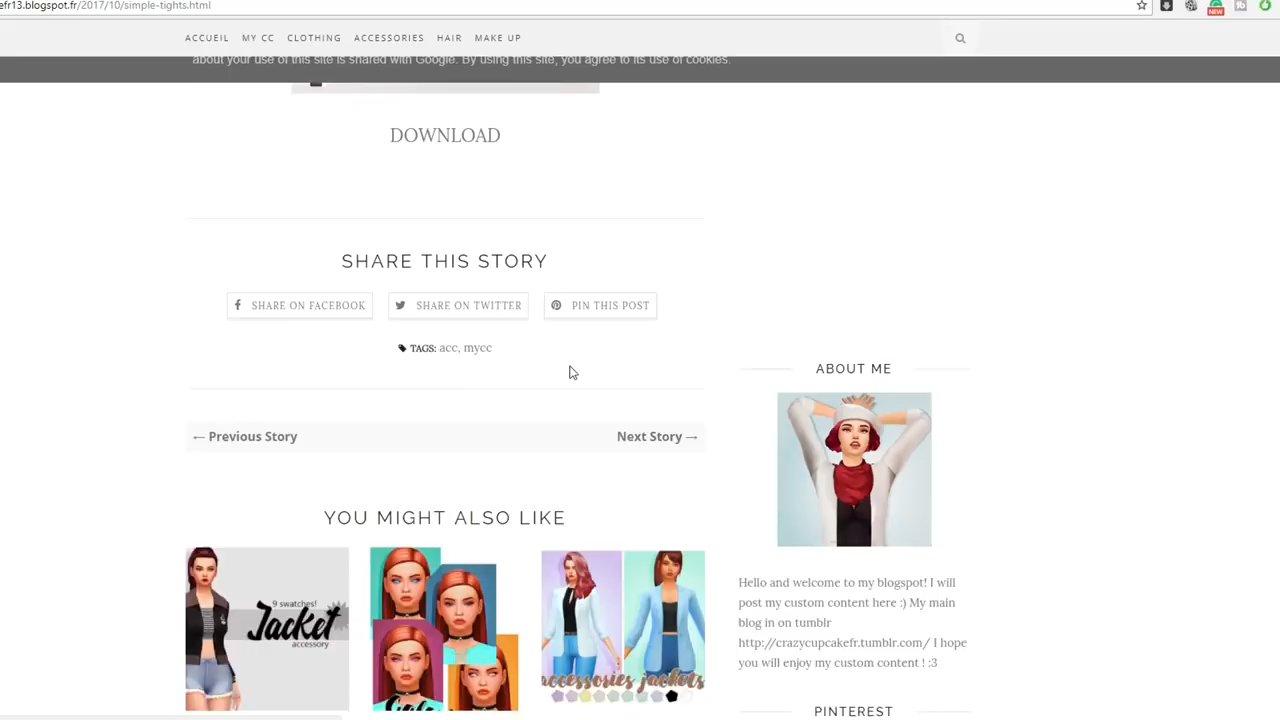 efr13.blogspot.fr/2017/10/simple-tights.html
NEW
ACCUEIL MY CC CLOTHING ACCESSORIES HAIR MAKE UP
about your use of this site is shared with Google. By using this site, you agree to its use of cookies.
DOWNLOAD
SHARE THIS STORY
SHARE ON FACEBOOK SHARE ON TWITTER PIN THIS POST
TAGS: acc, mycc
← Previous Story Next Story →
YOU MIGHT ALSO LIKE
9 swatches!
Jacket
accessory
accessories jackets
ABOUT ME
Hello and welcome to my blogspot! I will
post my custom content here :) My main
blog in on tumblr
http://crazycupcakefr.tumblr.com/ I hope
you will enjoy my custom content ! :3
PINTEREST